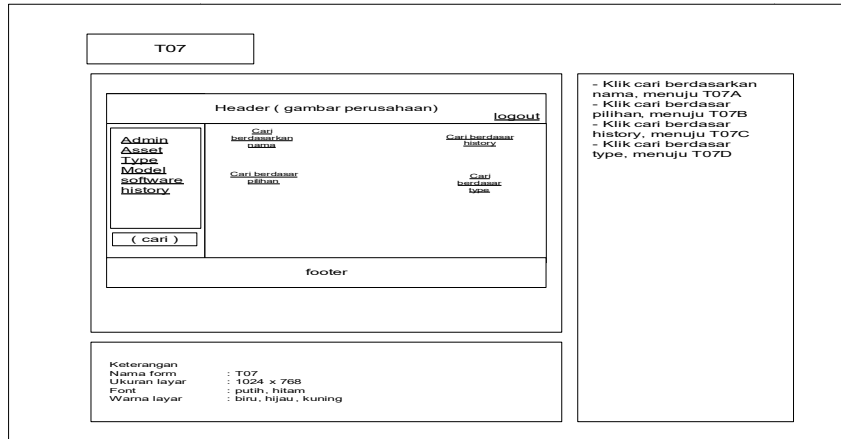 T07
Header ( gambar perusahaan)
logout
Admin
Asset
Type
Model
software
history
( cari )
Cari
berdasarkan
nama
Cari berdasar
history
Cari berdasar
pilihan
Cari
berdasar
type
footer
- Klik cari berdasarkan
nama, menuju T07A
- Klik cari berdasar
pilihan, menuju T07B
- Klik cari berdasar
history, menuju T07C
- Klik cari berdasar
type, menuju T07D
Keterangan
Nama form : T07
Ukuran layar : 1024 x 768
Font : putih, hitam
Warna layar : biru, hijau, kuning